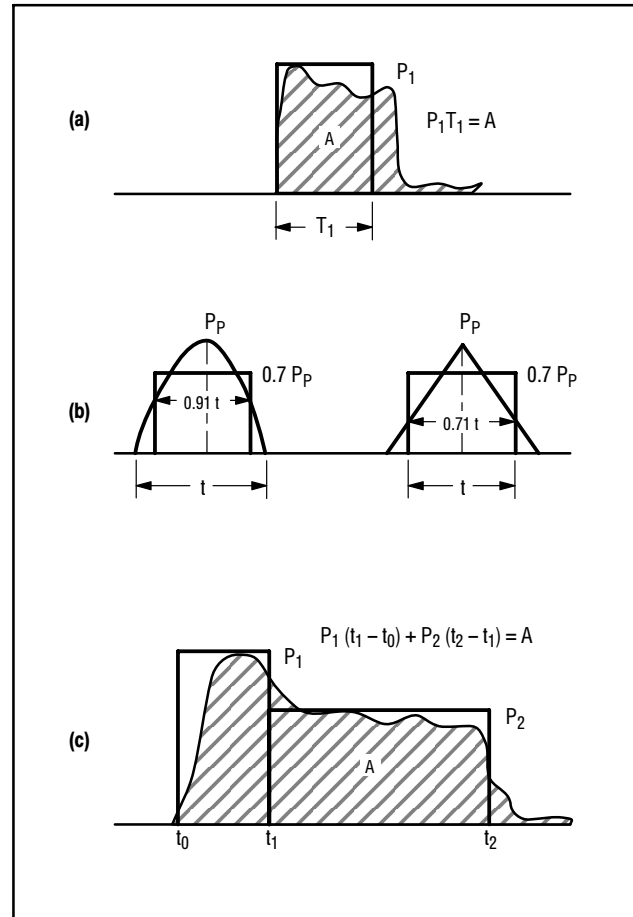 (a)
P1
P1T1 = A
A
T1
(b)
PP
0.7 PP
0.91 t
t
PP
0.7 PP
0.71 t
t
(c)
P1 (t1 – t0) + P2 (t2 – t1) = A
P1
P2
A
t0
t1
t2